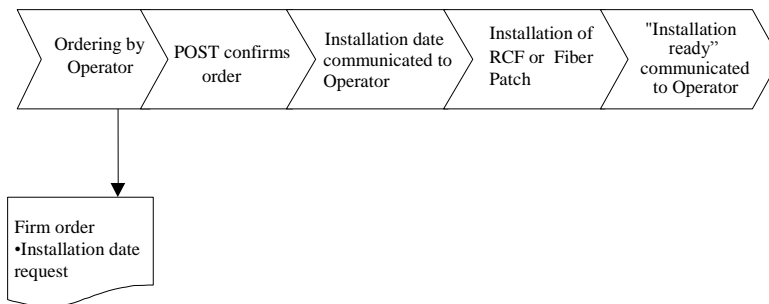 Ordering by
Operator
POST confirms
order
Installation date
communicated to
Operator
Installation of
RCF or Fiber
Patch
"Installation
ready”
communicated
to Operator
Firm order
•Installation date
request